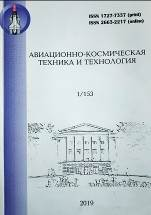 ISSN 1727-7337 (print)
ISSN 2663-2217 (online)
АВИАЦИОННО-КОСМИЧЕСКАЯ
ТЕХНИКА И ТЕХНОЛОГИЯ
1/153
2019